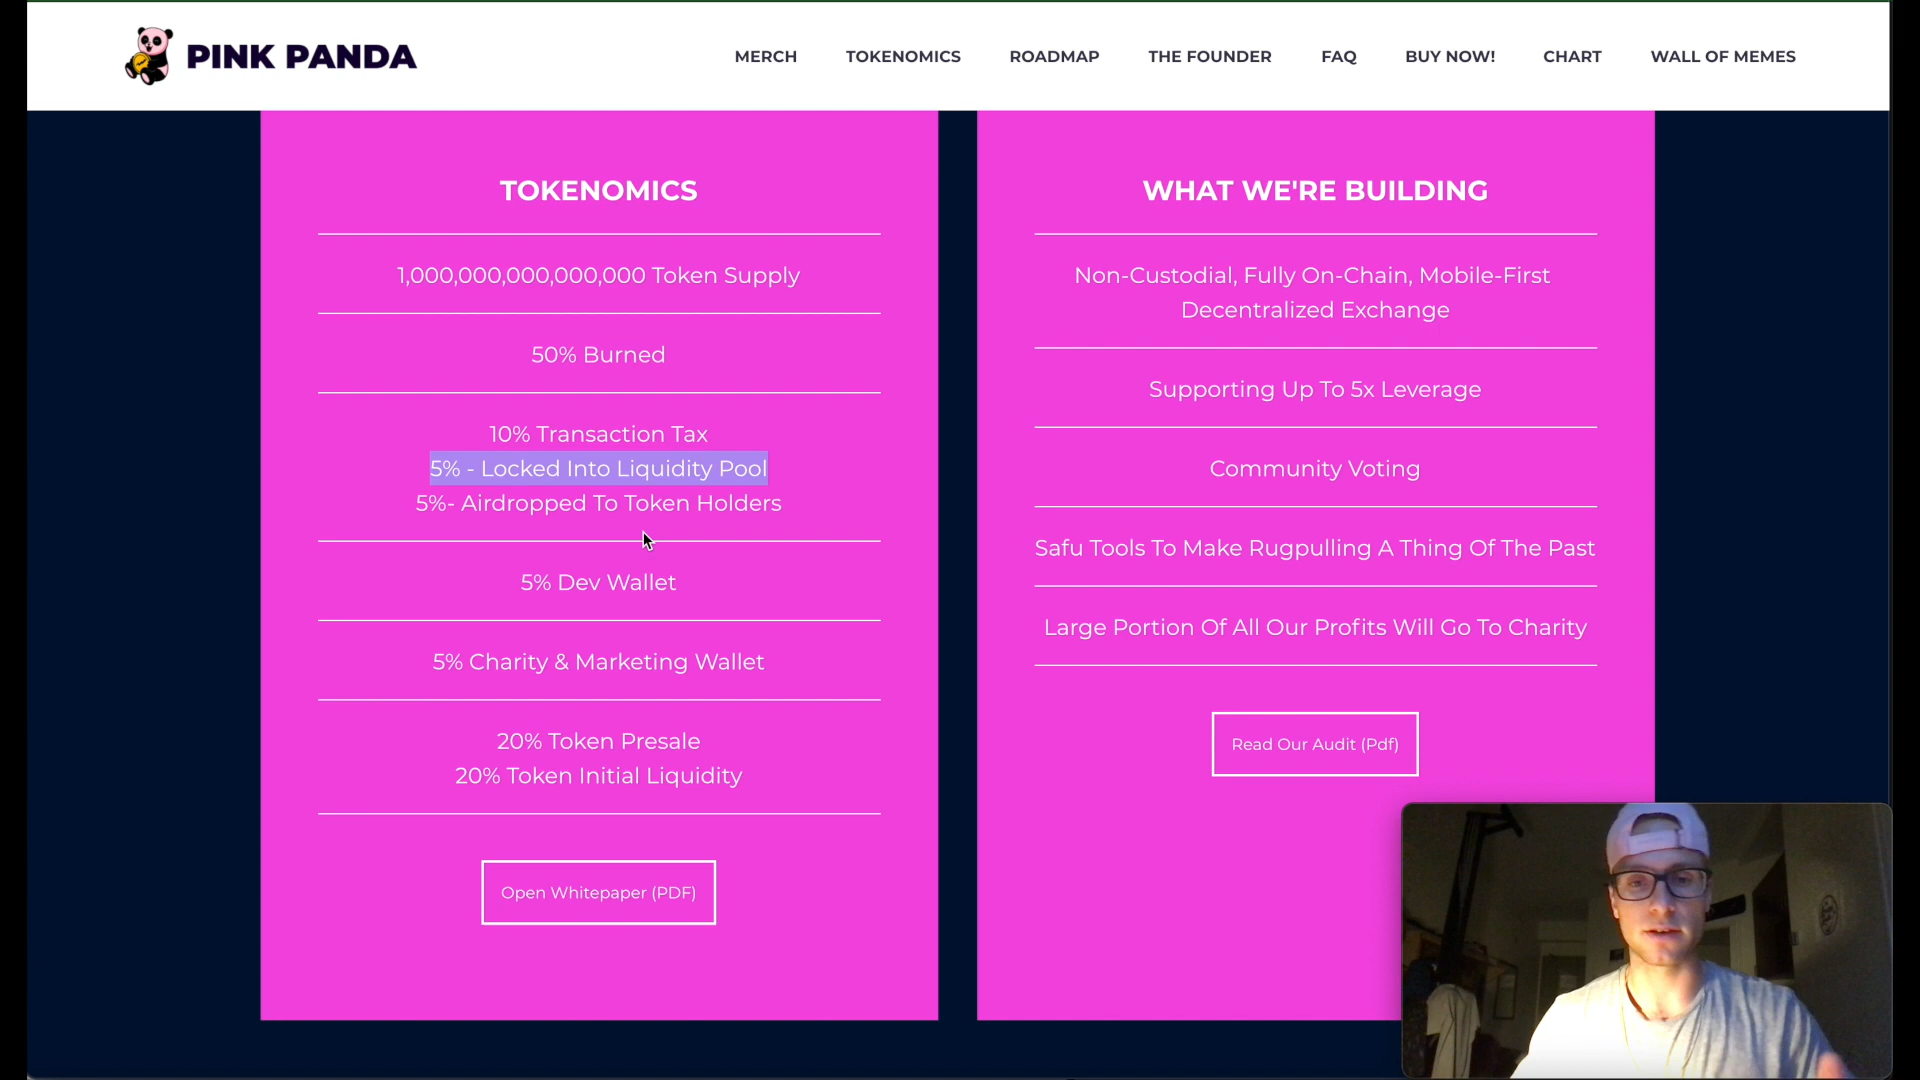 PINK PANDA
MERCH
TOKENOMICS
ROADMAP
THE FOUNDER
FAQ
BUY NOW!
CHART
WALL OF MEMES
TOKENOMICS
1,000,000,000,000,000 Token Supply
50% Burned
10% Transaction Tax
5% - Locked Into Liquidity Pool
5%- Airdropped To Token Holders
5% Dev Wallet
5% Charity & Marketing Wallet
20% Token Presale
20% Token Initial Liquidity
Open Whitepaper (PDF)
WHAT WE'RE BUILDING
Non-Custodial, Fully On-Chain, Mobile-First
Decentralized Exchange
Supporting Up To 5x Leverage
Community Voting
Safu Tools To Make Rugpulling A Thing Of The Past
Large Portion Of All Our Profits Will Go To Charity
Read Our Audit (Pdf)